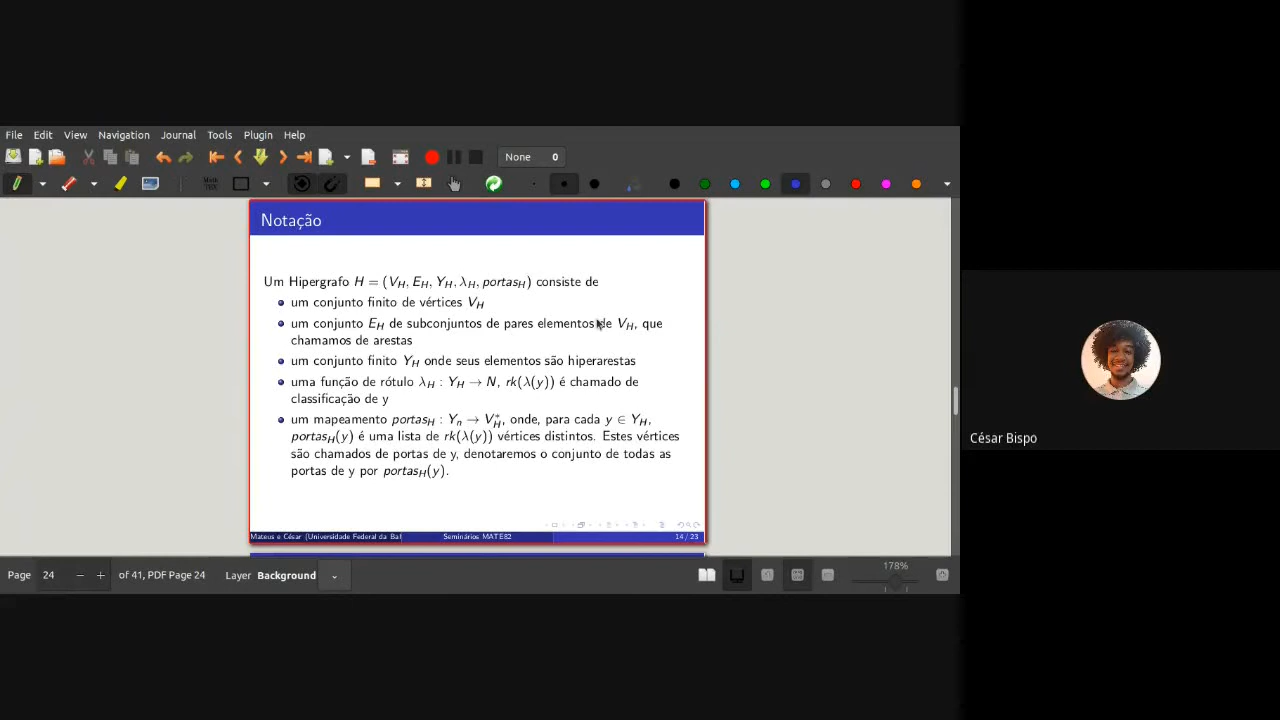 File Edit View Navigation Journal Tools Plugin Help
None 0
Notação
Um Hipergrafo H = (V_H, E_H, Y_H, λ_H, portas_H) consiste de
um conjunto finito de vértices V_H
um conjunto E_H de subconjuntos de pares elementos de V_H, que
chamamos de arestas
um conjunto finito Y_H onde seus elementos são hiperarestas
uma função de rótulo λ_H : Y_H → N, rk(λ(y)) é chamado de
classificação de y
um mapeamento portas_H : Y_n → V*_H, onde, para cada y ∈ Y_H,
portas_H(y) é uma lista de rk(λ(y)) vértices distintos. Estes vértices
são chamados de portas de y, denotaremos o conjunto de todas as
portas de y por portas_H(y).
Mateus e César (Universidade Federal da Bah Seminários MATE82 14 / 23
César Bispo
Page 24 − + of 41, PDF Page 24 Layer Background 178%